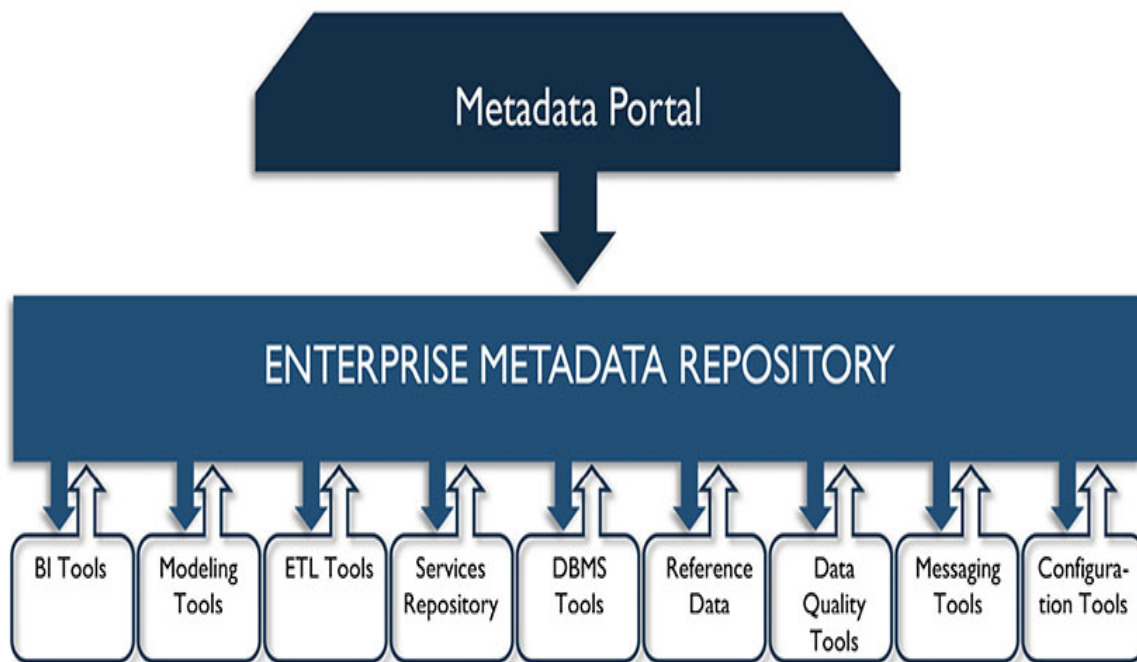 Metadata Portal
ENTERPRISE METADATA REPOSITORY
BI Tools
Modeling
Tools
ETL Tools
Services
Repository
DBMS
Tools
Reference
Data
Data
Quality
Tools
Messaging
Tools
Configura-
tion Tools